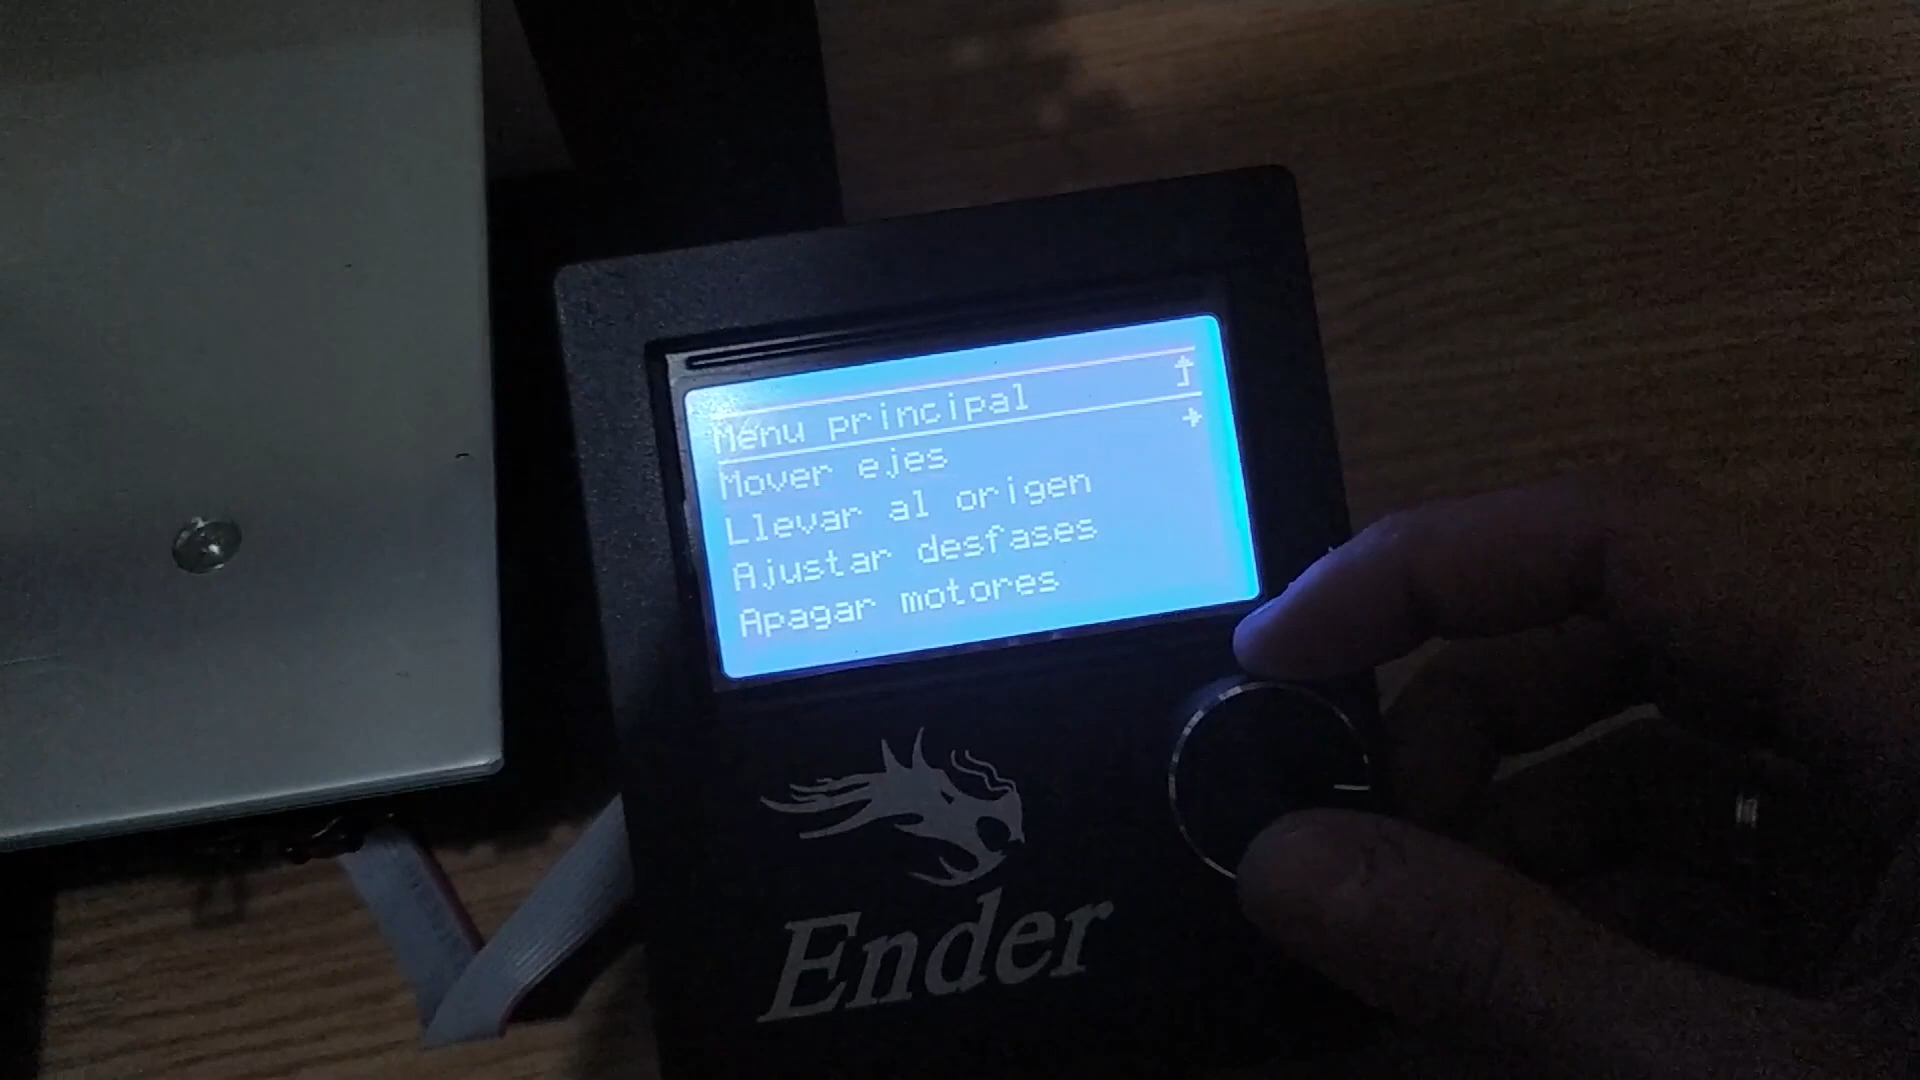 Menu principal
Mover ejes
Llevar al origen
Ajustar desfases
Apagar motores
Ender